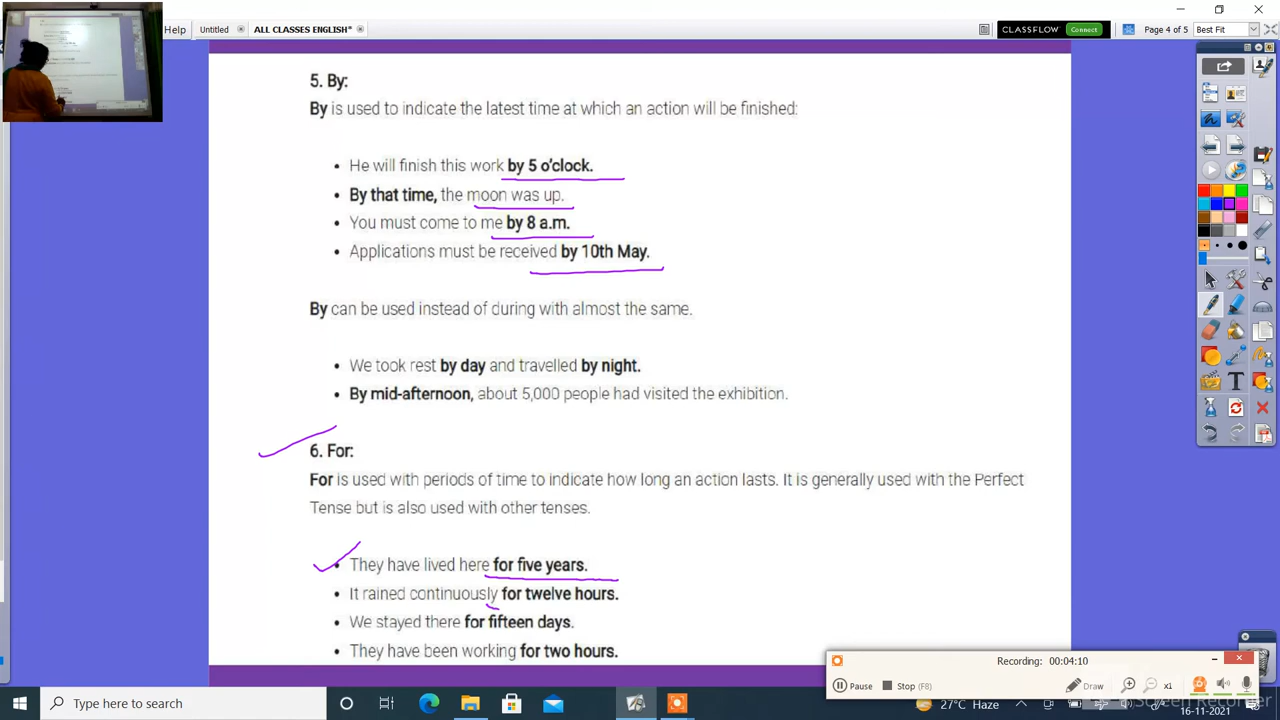 Help
Untitled
ALL CLASSES ENGLISH*
CLASSFLOW
Connect
Page 4 of 5
Best Fit
5. By:
By is used to indicate the latest time at which an action will be finished:
• He will finish this work by 5 o'clock.
• By that time, the moon was up.
• You must come to me by 8 a.m.
• Applications must be received by 10th May.
By can be used instead of during with almost the same.
• We took rest by day and travelled by night.
• By mid-afternoon, about 5,000 people had visited the exhibition.
6. For:
For is used with periods of time to indicate how long an action lasts. It is generally used with the Perfect
Tense but is also used with other tenses.
• They have lived here for five years.
• It rained continuously for twelve hours.
• We stayed there for fifteen days.
• They have been working for two hours.
Recording: 00:04:10
Pause
Stop (F8)
Draw
x1
Type here to search
27°C Haze
Screen Recorder
16-11-2021